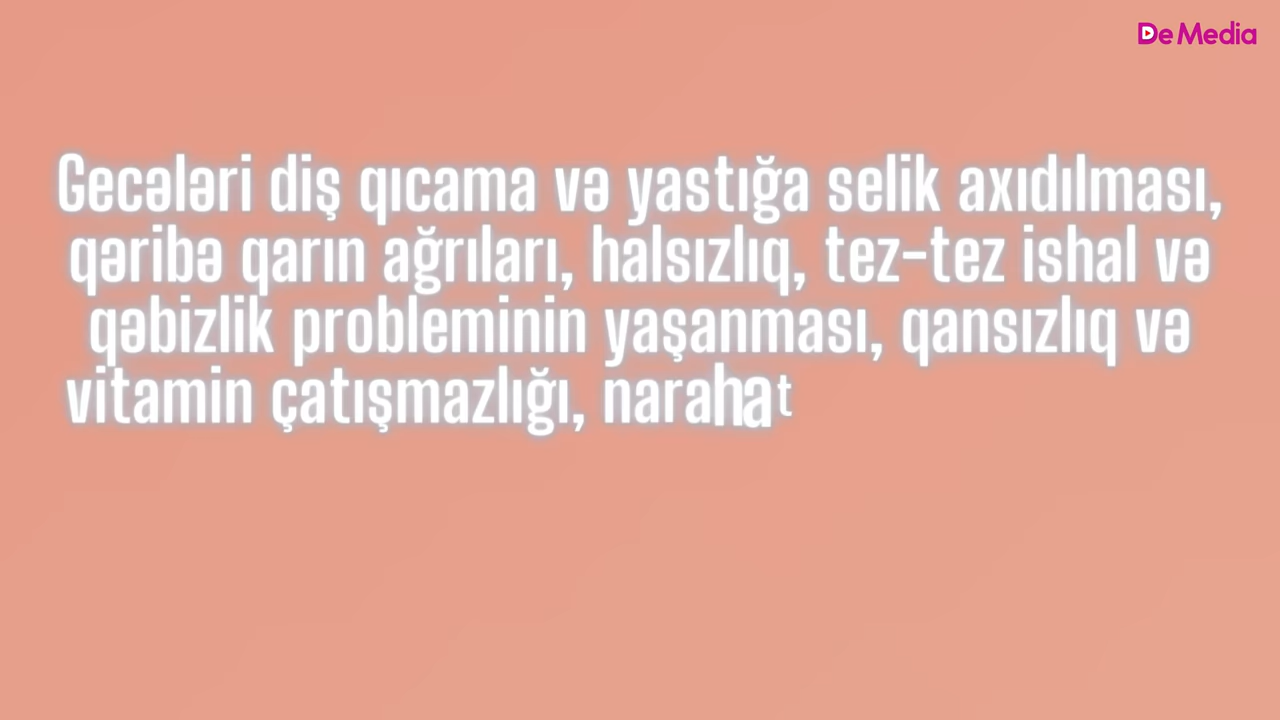 De Media
Gecələri diş qıcama və yastığa selik axıdılması,
qəribə qarın ağrıları, halsızlıq, tez-tez ishal və
qəbizlik probleminin yaşanması, qansızlıq və
vitamin çatışmazlığı, narahat